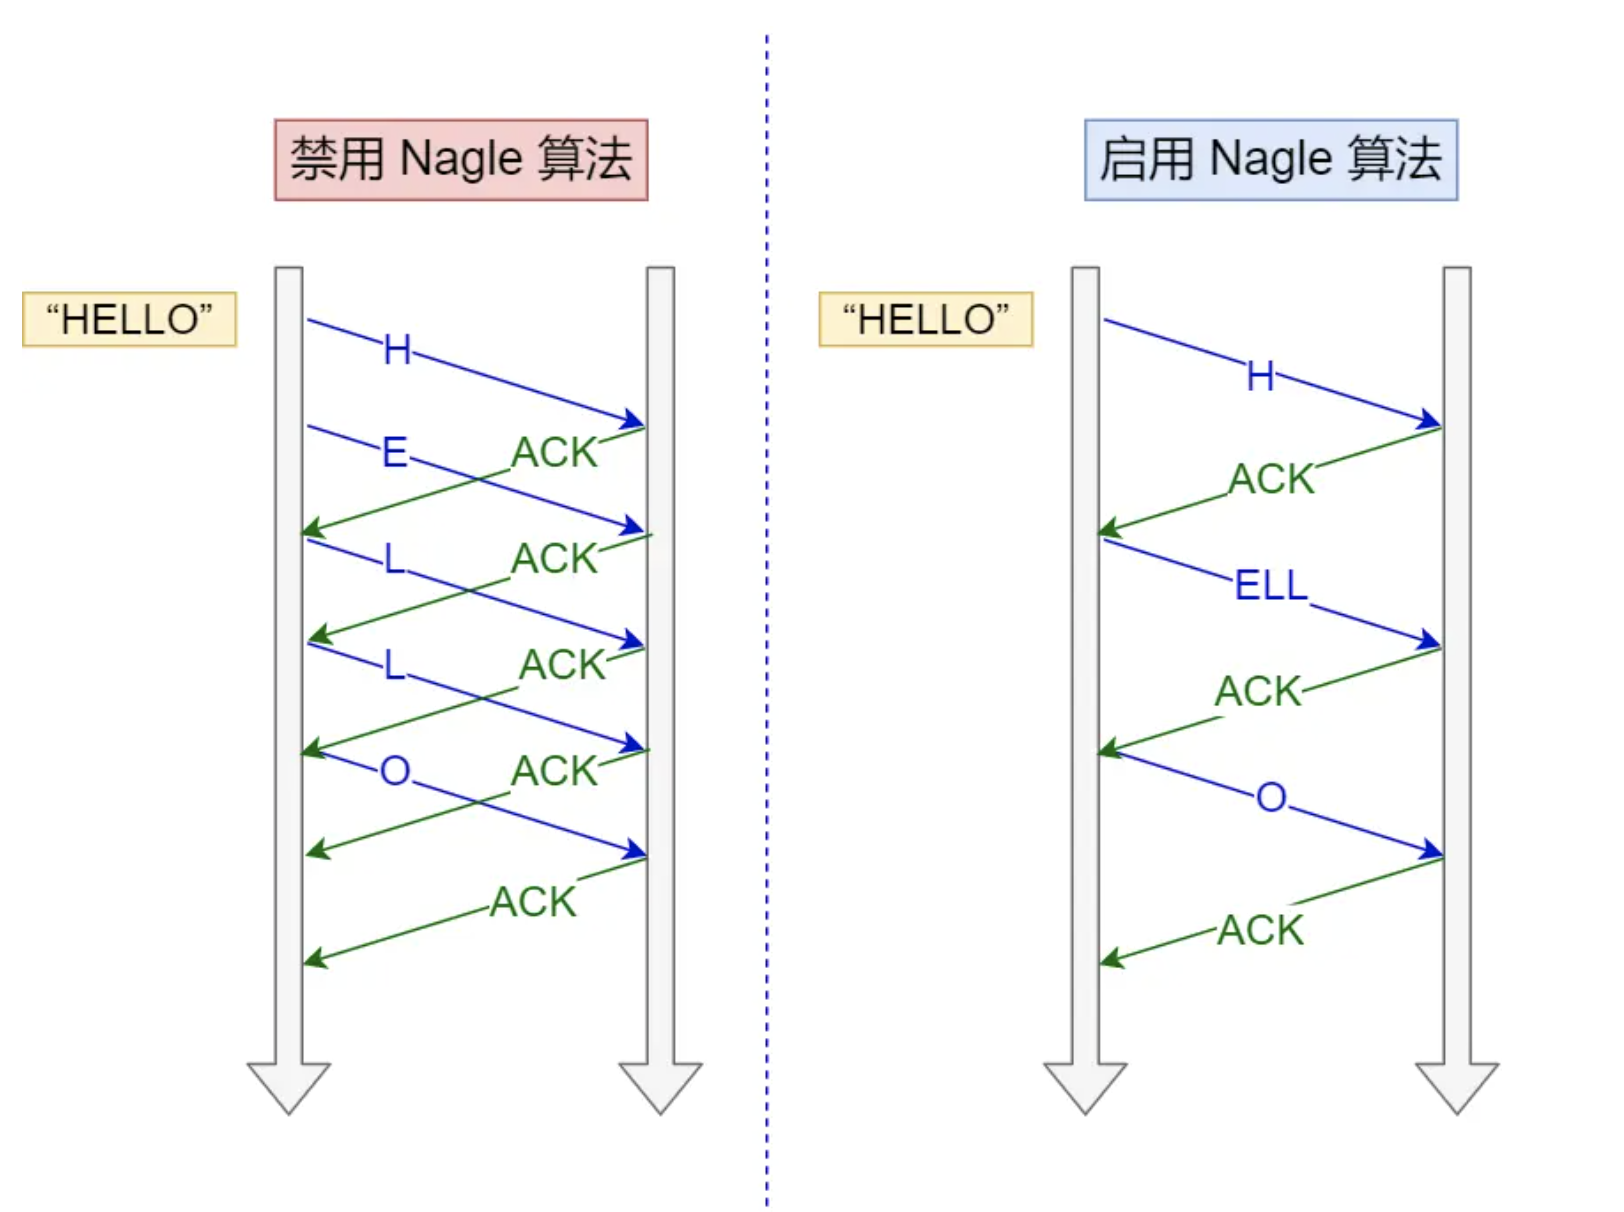 禁用 Nagle 算法
“HELLO”
H
ACK
E
ACK
L
ACK
L
ACK
O
ACK
启用 Nagle 算法
“HELLO”
H
ACK
ELL
ACK
O
ACK